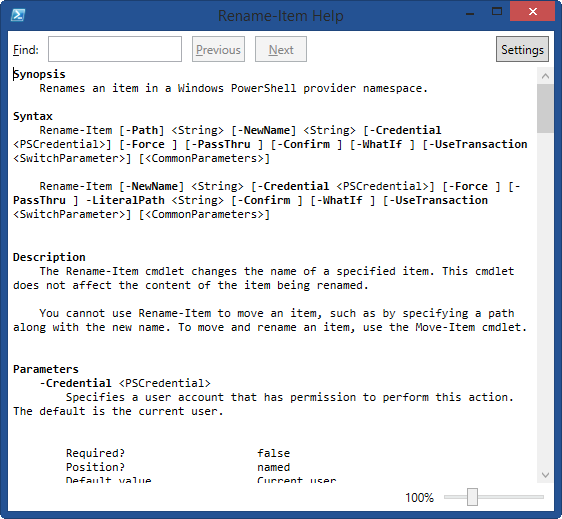 Rename-Item Help
Find:
Previous
Next
Settings
Synopsis
Renames an item in a Windows PowerShell provider namespace.
Syntax
Rename-Item [-Path] <String> [-NewName] <String> [-Credential
<PSCredential>] [-Force ] [-PassThru ] [-Confirm ] [-WhatIf ] [-UseTransaction
<SwitchParameter>] [<CommonParameters>]
Rename-Item [-NewName] <String> [-Credential <PSCredential>] [-Force ] [-
PassThru ] -LiteralPath <String> [-Confirm ] [-WhatIf ] [-UseTransaction
<SwitchParameter>] [<CommonParameters>]
Description
The Rename-Item cmdlet changes the name of a specified item. This cmdlet
does not affect the content of the item being renamed.
You cannot use Rename-Item to move an item, such as by specifying a path
along with the new name. To move and rename an item, use the Move-Item cmdlet.
Parameters
-Credential <PSCredential>
Specifies a user account that has permission to perform this action.
The default is the current user.
Required? false
Position? named
Default value Current user
100%